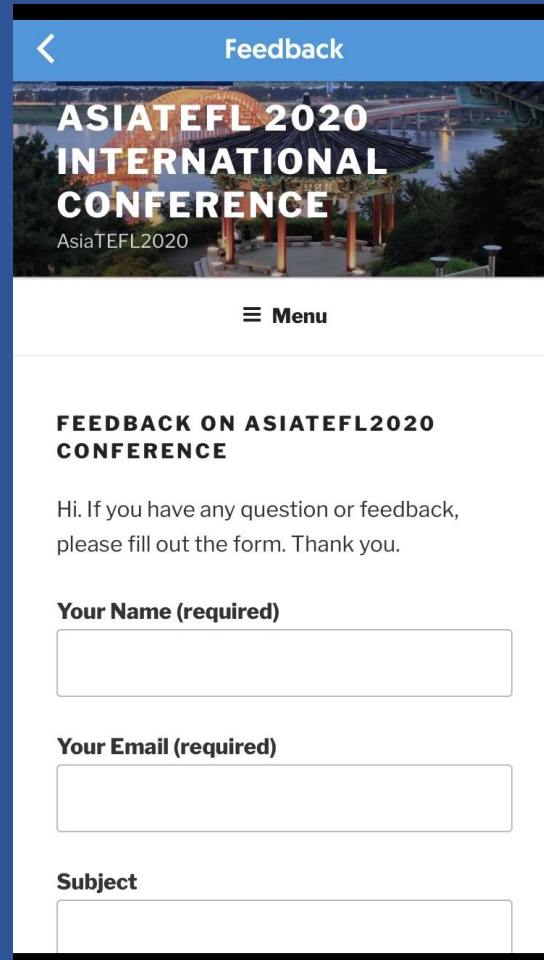 Feedback
ASIATEFL 2020
INTERNATIONAL
CONFERENCE
AsiaTEFL2020
Menu
FEEDBACK ON ASIATEFL2020
CONFERENCE
Hi. If you have any question or feedback,
please fill out the form. Thank you.
Your Name (required)
Your Email (required)
Subject